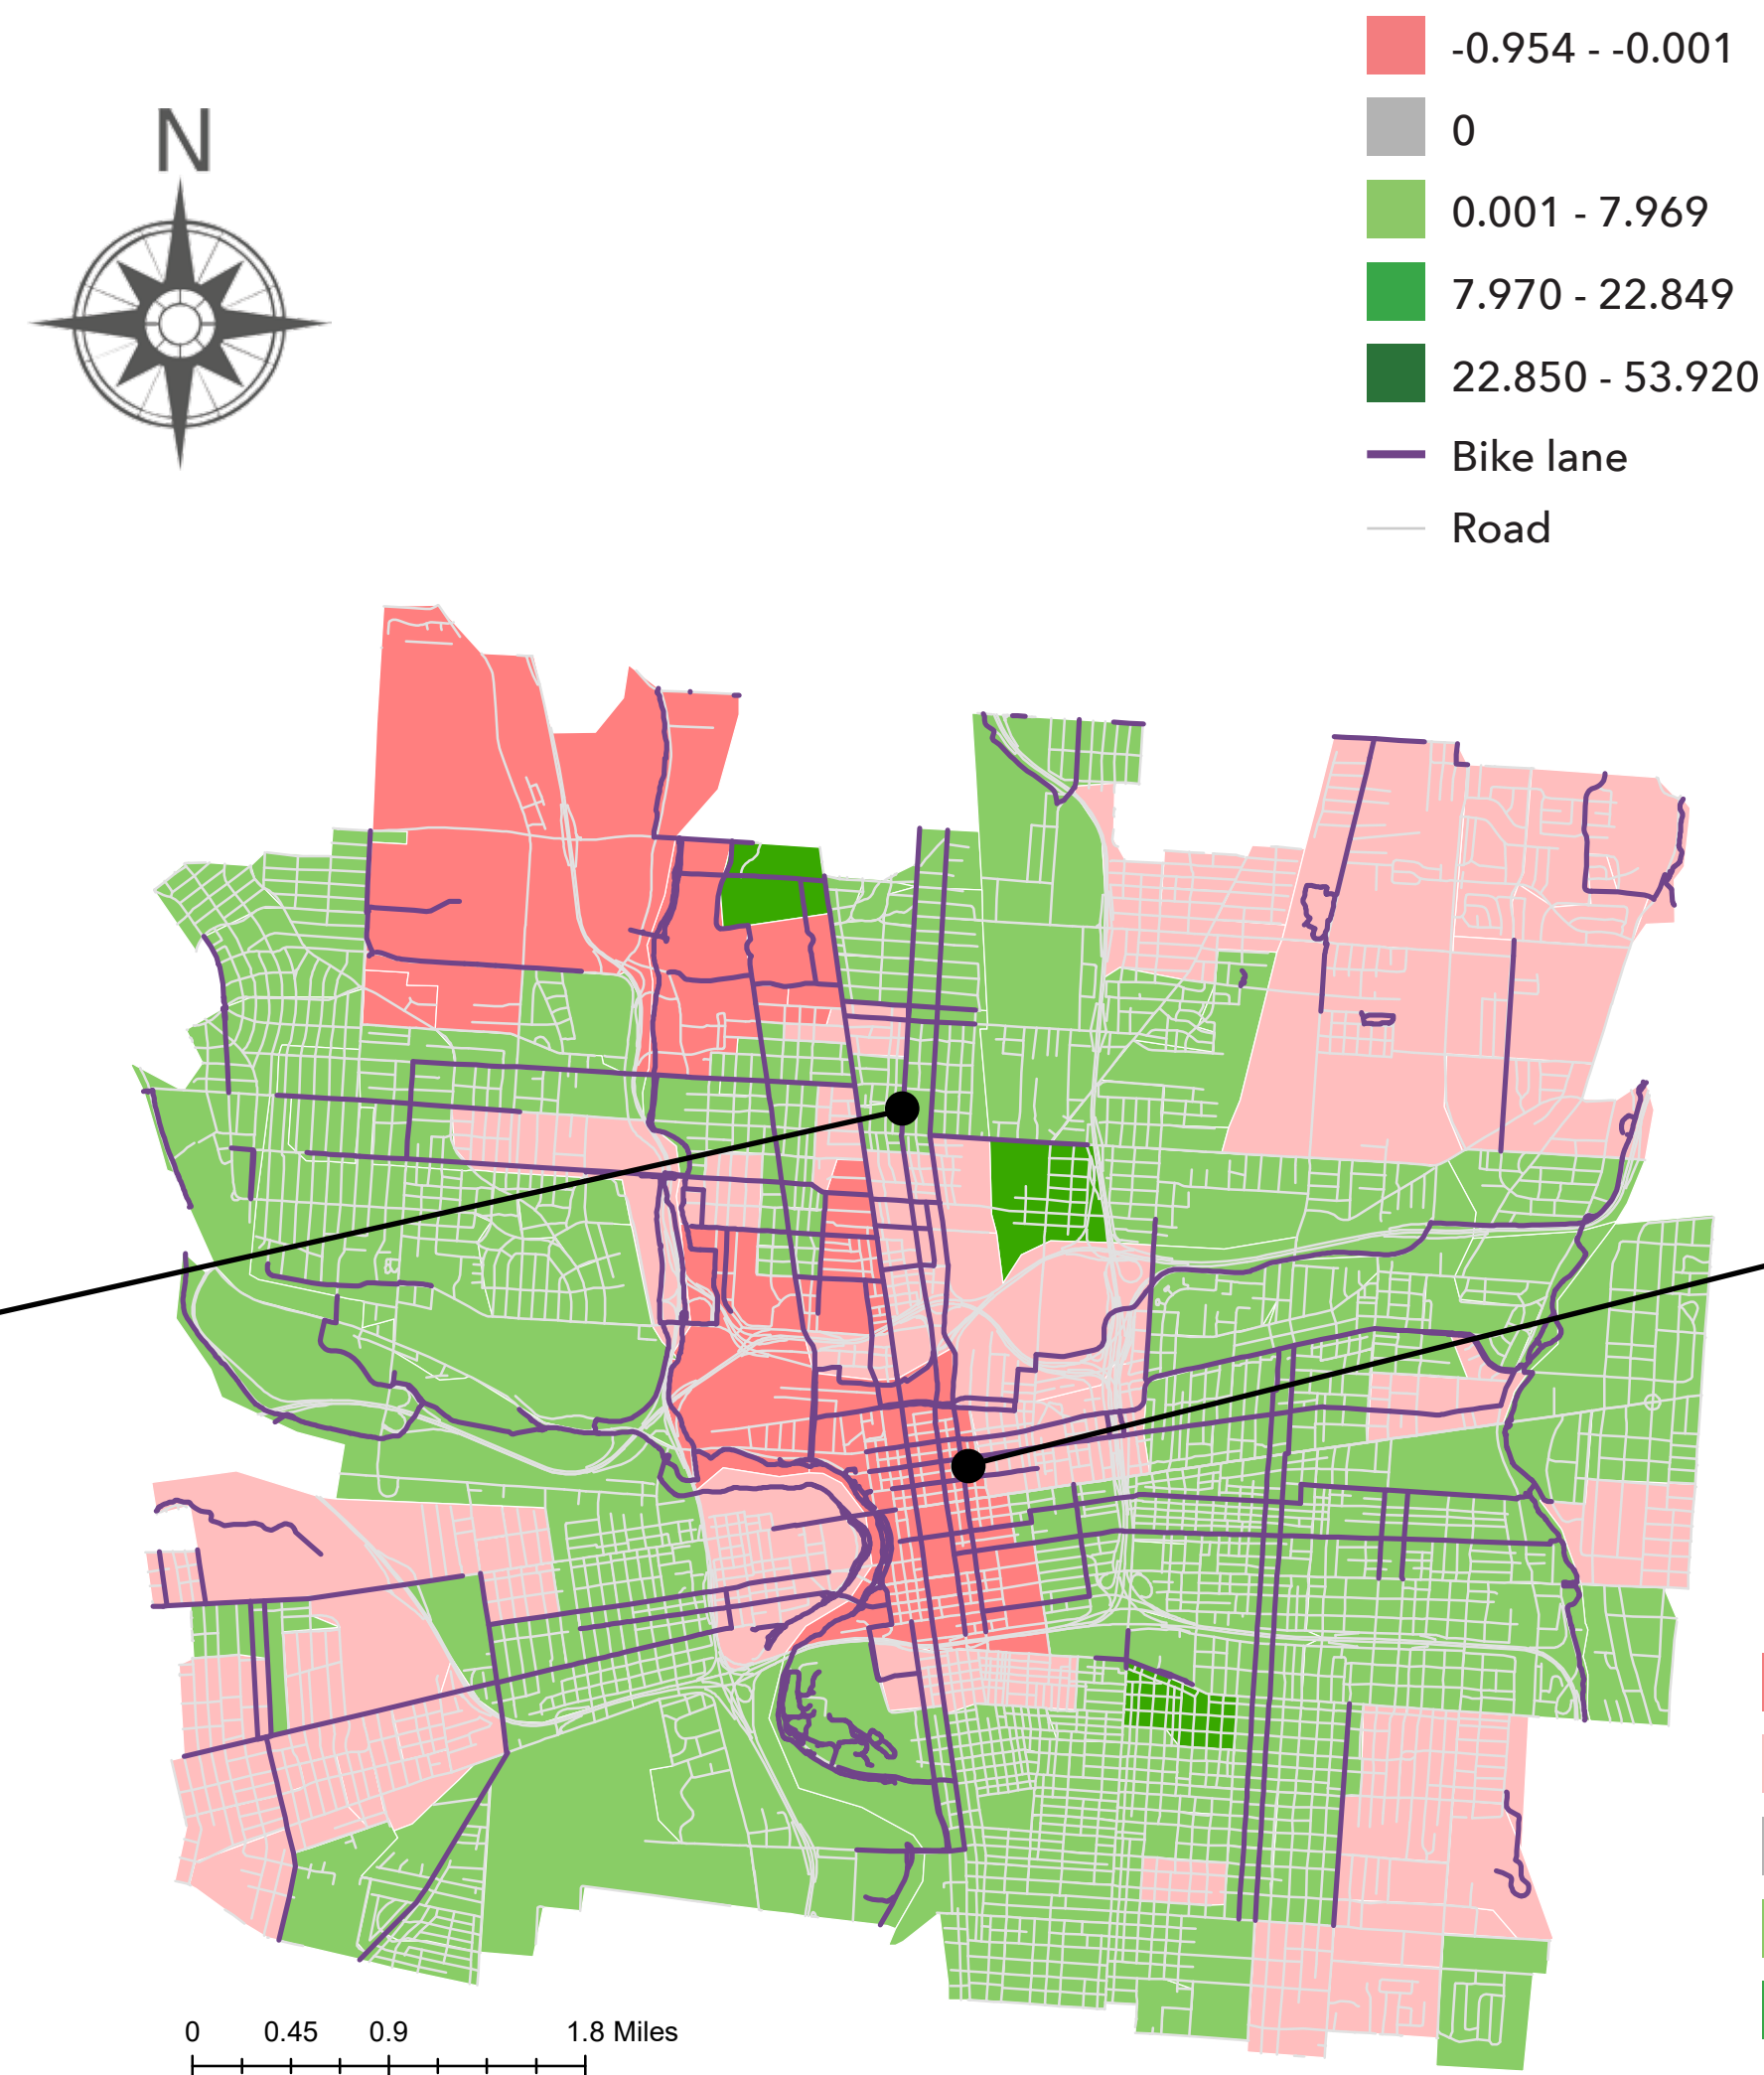 -0.954 - -0.001
N
0
0.001 - 7.969
7.970 - 22.849
22.850 - 53.920
Bike lane
Road
0 0.45 0.9 1.8 Miles